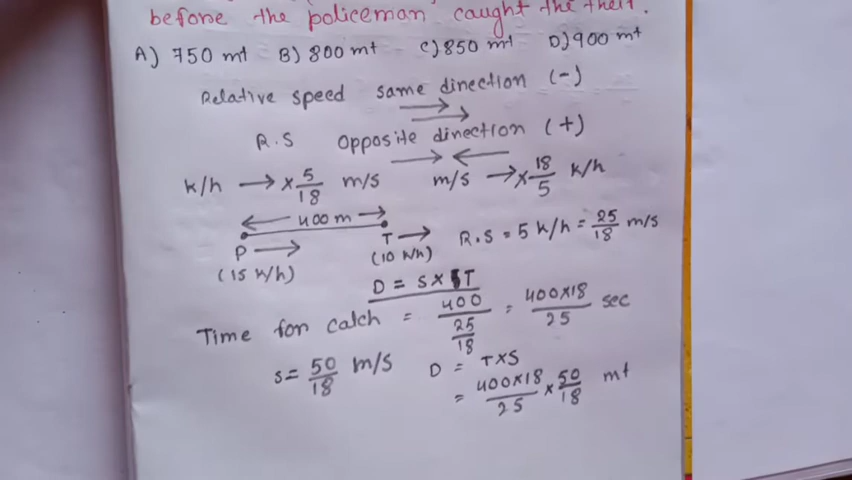 before the policeman caught the theif.
A) 750 mt B) 800 mt C) 850 mt D) 900 mt
Relative speed same direction (-)
R.S opposite direction (+)
k/h → × 5/18 m/s m/s → × 18/5 k/h
400 m
P T R.S = 5 k/h = 25/18 m/s
(15 k/h) (10 k/h)
D = S × T
Time for catch = 400/(25/18) = 400×18/25 sec
s = 50/18 m/s D = T×S
= 400×18/25 × 50/18 mt